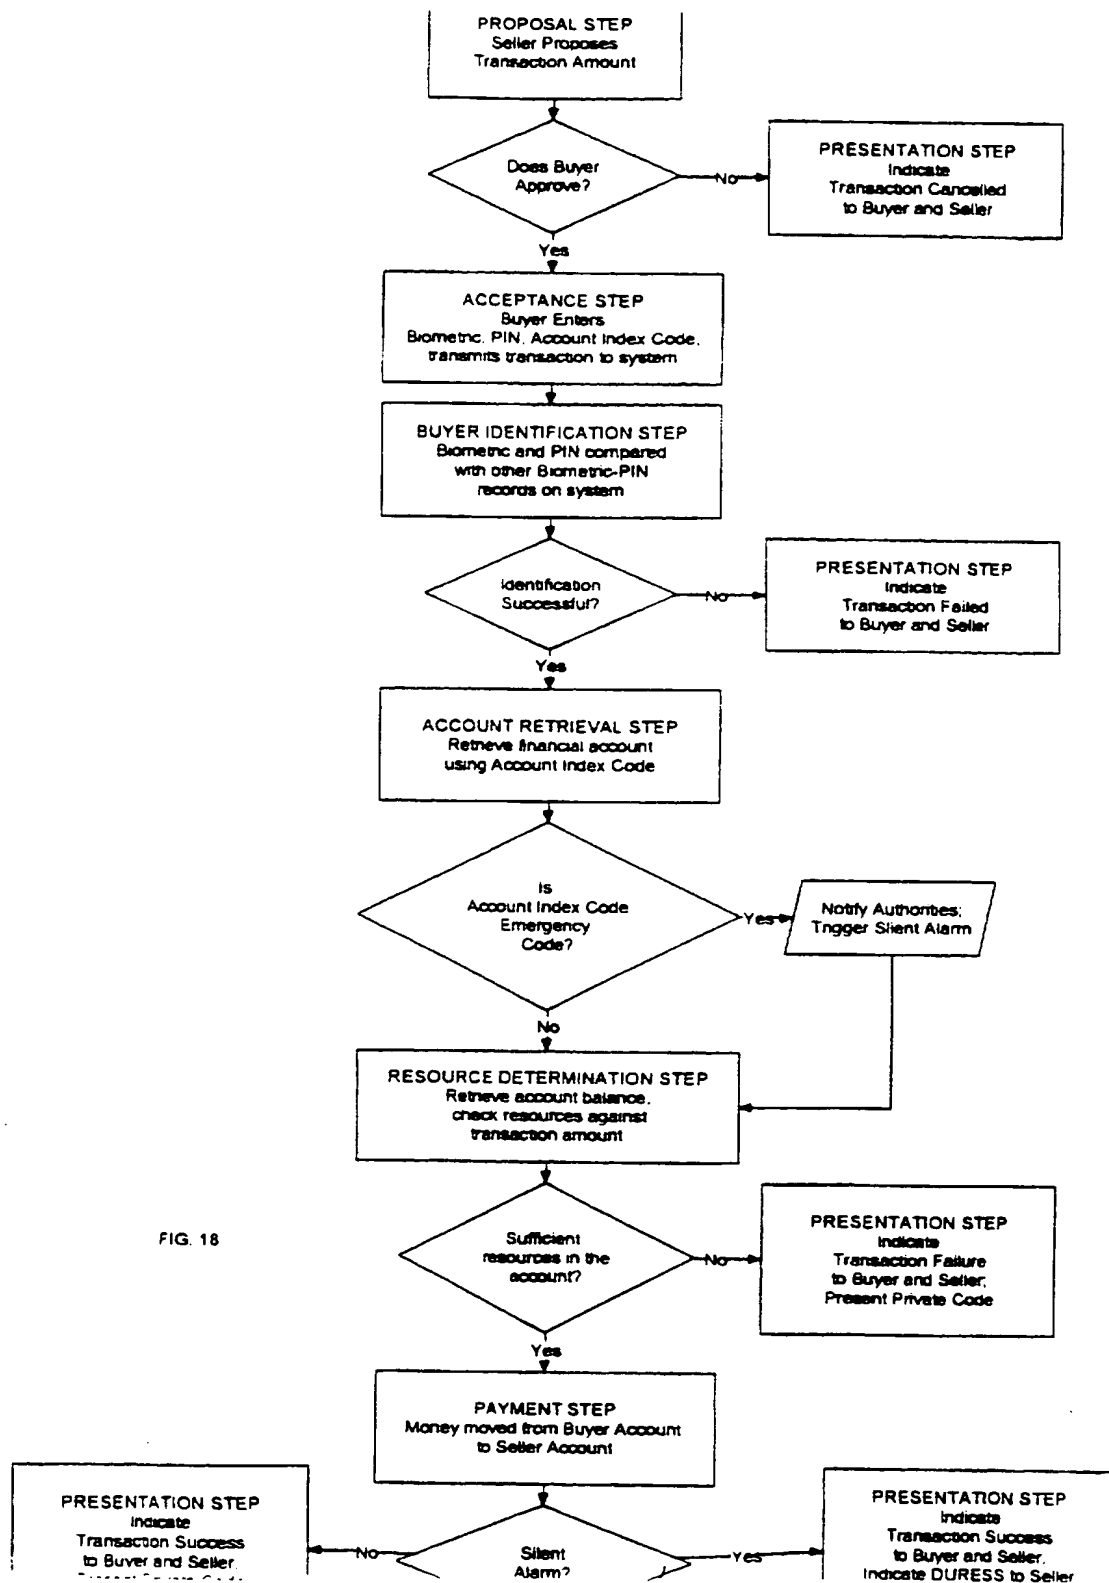 PROPOSAL STEP
Seller Proposes
Transaction Amount
Does Buyer
Approve?
No
PRESENTATION STEP
Indicate
Transaction Cancelled
to Buyer and Seller
Yes
ACCEPTANCE STEP
Buyer Enters
Biometric, PIN, Account Index Code,
transmits transaction to system
BUYER IDENTIFICATION STEP
Biometric and PIN compared
with other Biometric-PIN
records on system
Identification
Successful?
No
PRESENTATION STEP
Indicate
Transaction Failed
to Buyer and Seller
Yes
ACCOUNT RETRIEVAL STEP
Retrieve financial account
using Account Index Code
Is
Account Index Code
Emergency
Code?
Yes
Notify Authorities;
Trigger Silent Alarm
No
RESOURCE DETERMINATION STEP
Retrieve account balance,
check resources against
transaction amount
FIG. 18
Sufficient
resources in the
account?
No
PRESENTATION STEP
Indicate
Transaction Failure
to Buyer and Seller;
Present Private Code
Yes
PAYMENT STEP
Money moved from Buyer Account
to Seller Account
PRESENTATION STEP
Indicate
Transaction Success
to Buyer and Seller,
No
Silent
Alarm?
Yes
PRESENTATION STEP
Indicate
Transaction Success
to Buyer and Seller,
Indicate DURESS to Seller